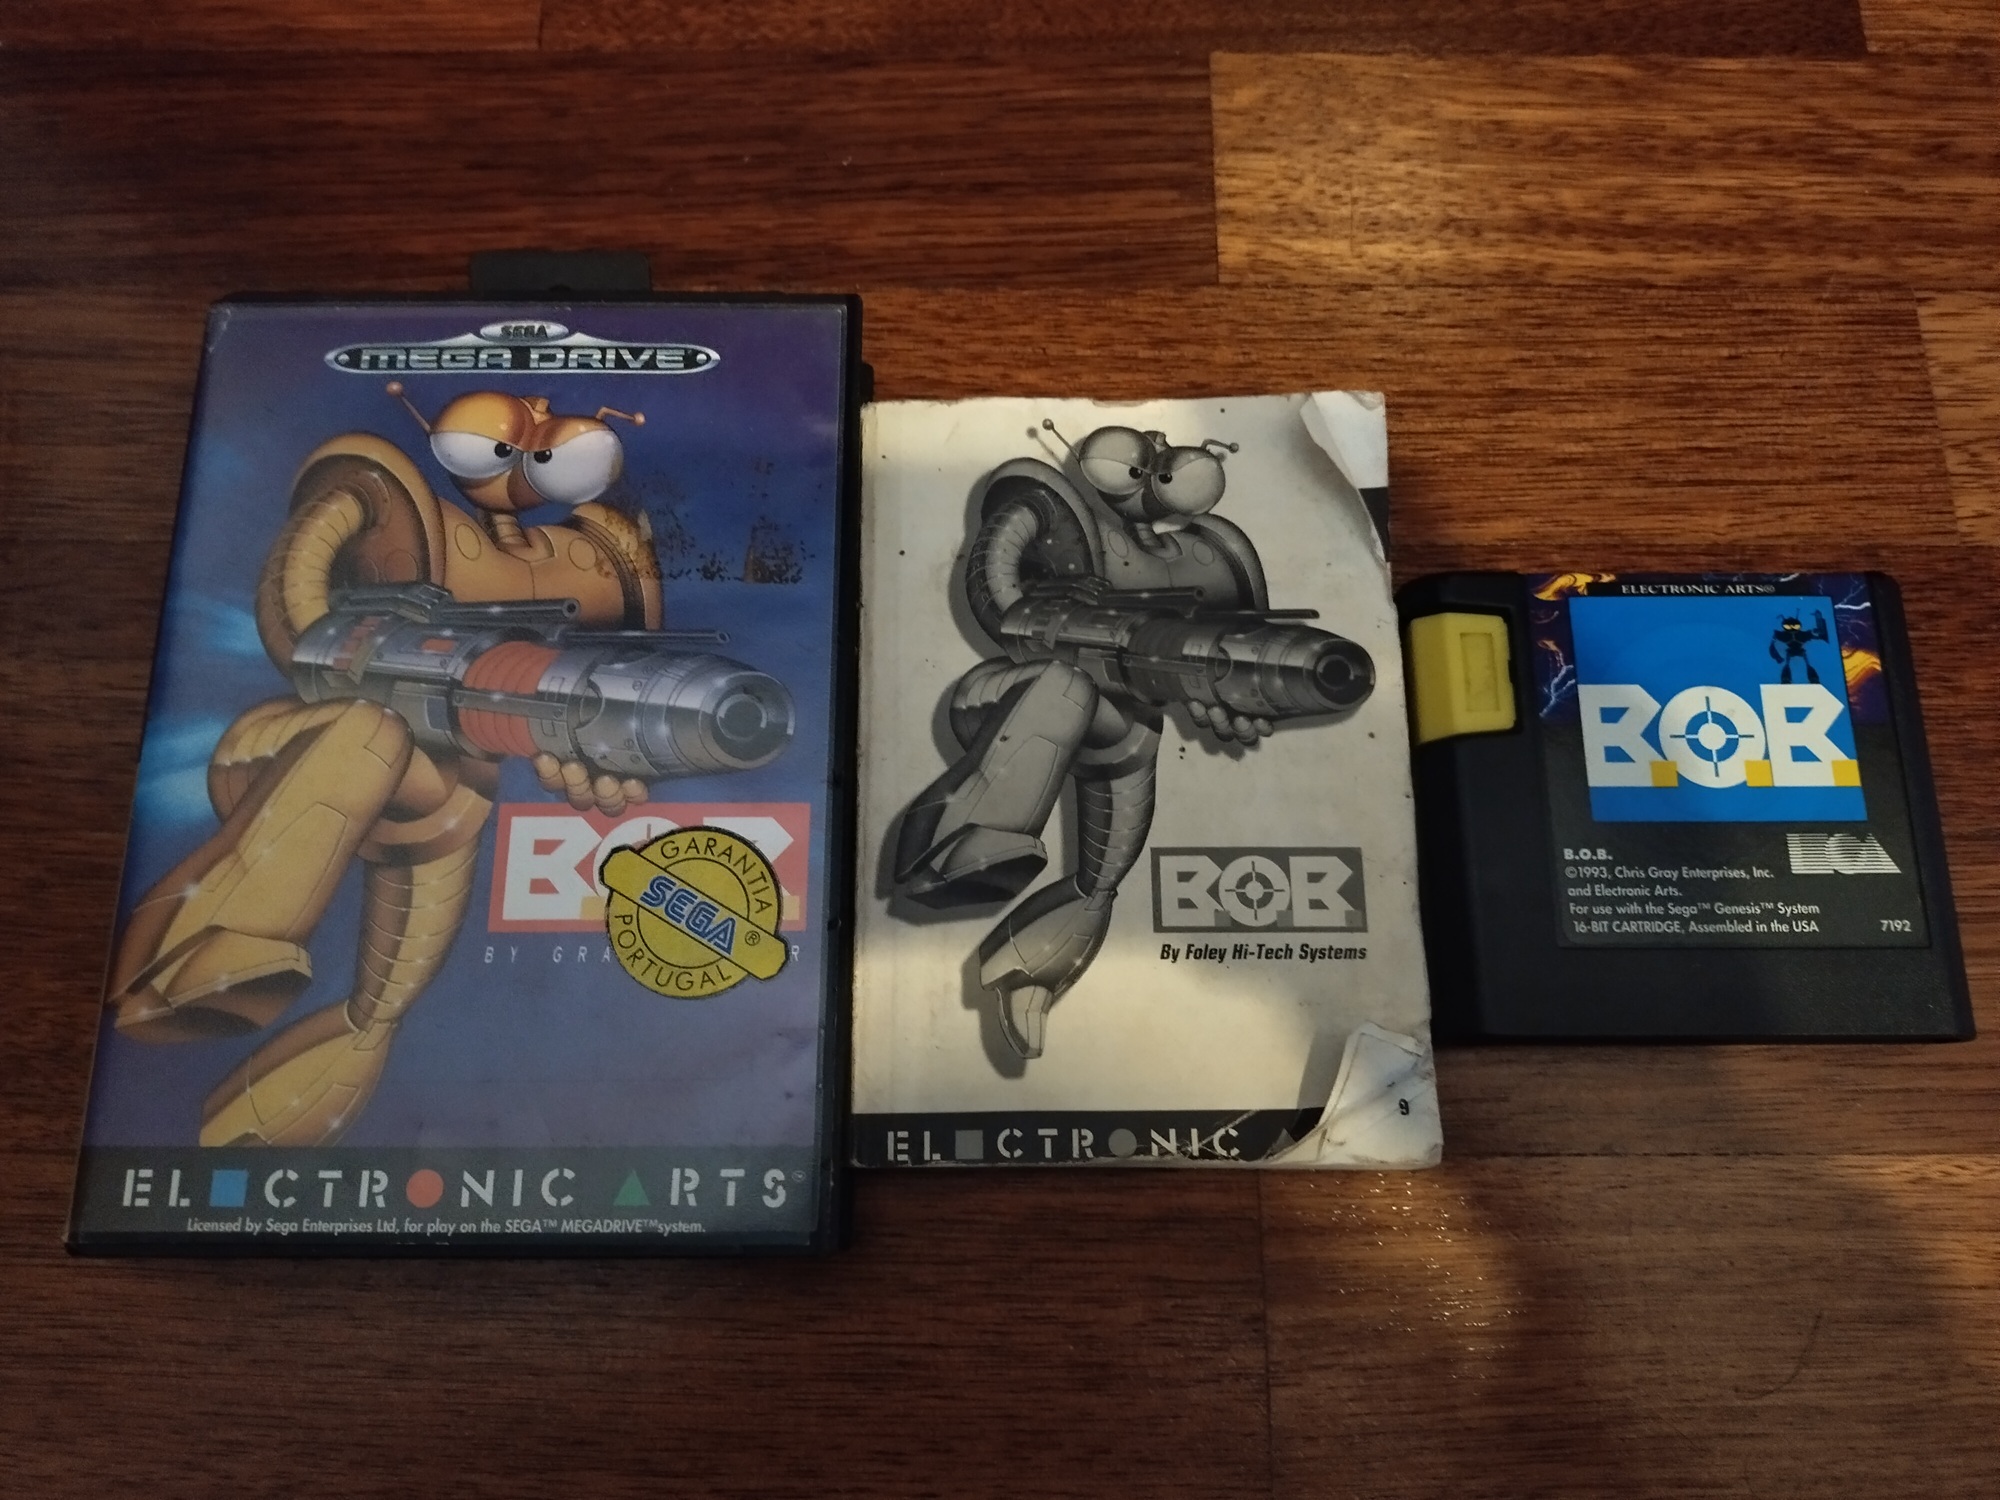 SEGA
MEGA DRIVE
B.O.B.
BY GRA R
GARANTIA
SEGA®
PORTUGAL
ELECTRONIC ARTS™
Licensed by Sega Enterprises Ltd, for play on the SEGA™ MEGADRIVE™ system.
B.O.B.
By Foley Hi-Tech Systems
9
ELECTRONIC
ELECTRONIC ARTS®
B.O.B.
EA
B.O.B.
©1993, Chris Gray Enterprises, Inc.
and Electronic Arts.
For use with the Sega™ Genesis™ System
16-BIT CARTRIDGE, Assembled in the USA 7192